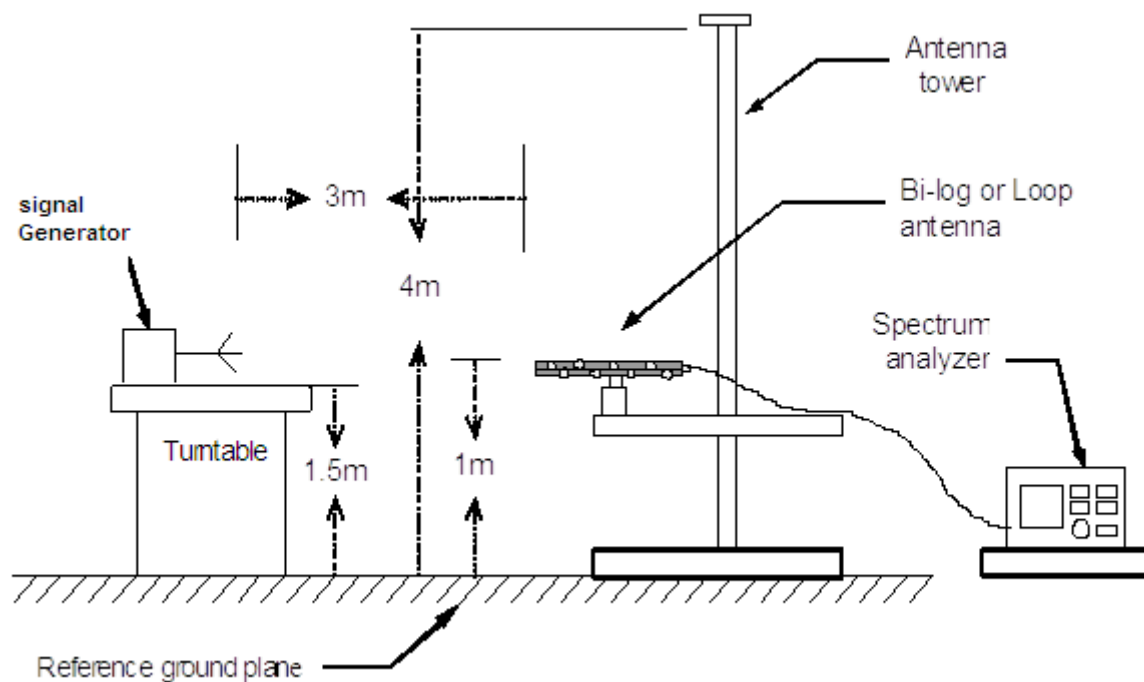 Antenna
tower
3m
signal
Generator
Bi-log or Loop
antenna
4m
Spectrum
analyzer
Turntable
1.5m
1m
Reference ground plane